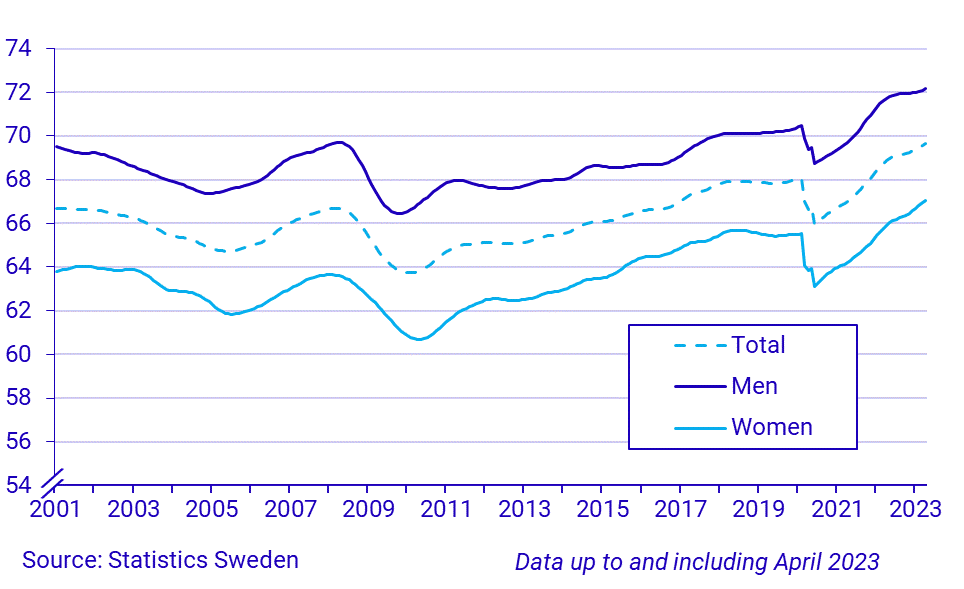 74
72
70
68
66
64
62
60
58
56
54
Total
Men
Women
2001 2003 2005 2007 2009 2011 2013 2015 2017 2019 2021 2023
Source: Statistics Sweden
Data up to and including April 2023